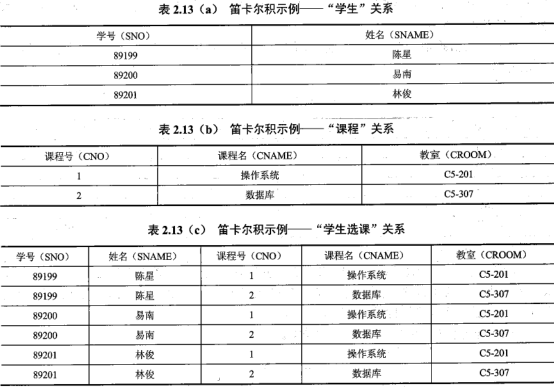 表 2.13（a） 笛卡尔积示例——“学生”关系
学号（SNO） 姓名（SNAME）
89199 陈星
89200 易南
89201 林俊
表 2.13（b） 笛卡尔积示例——“课程”关系
课程号（CNO） 课程名（CNAME） 教室（CROOM）
1 操作系统 C5-201
2 数据库 C5-307
表 2.13（c） 笛卡尔积示例——“学生选课”关系
学号（SNO） 姓名（SNAME） 课程号（CNO） 课程名（CNAME） 教室（CROOM）
89199 陈星 1 操作系统 C5-201
89199 陈星 2 数据库 C5-307
89200 易南 1 操作系统 C5-201
89200 易南 2 数据库 C5-307
89201 林俊 1 操作系统 C5-201
89201 林俊 2 数据库 C5-307